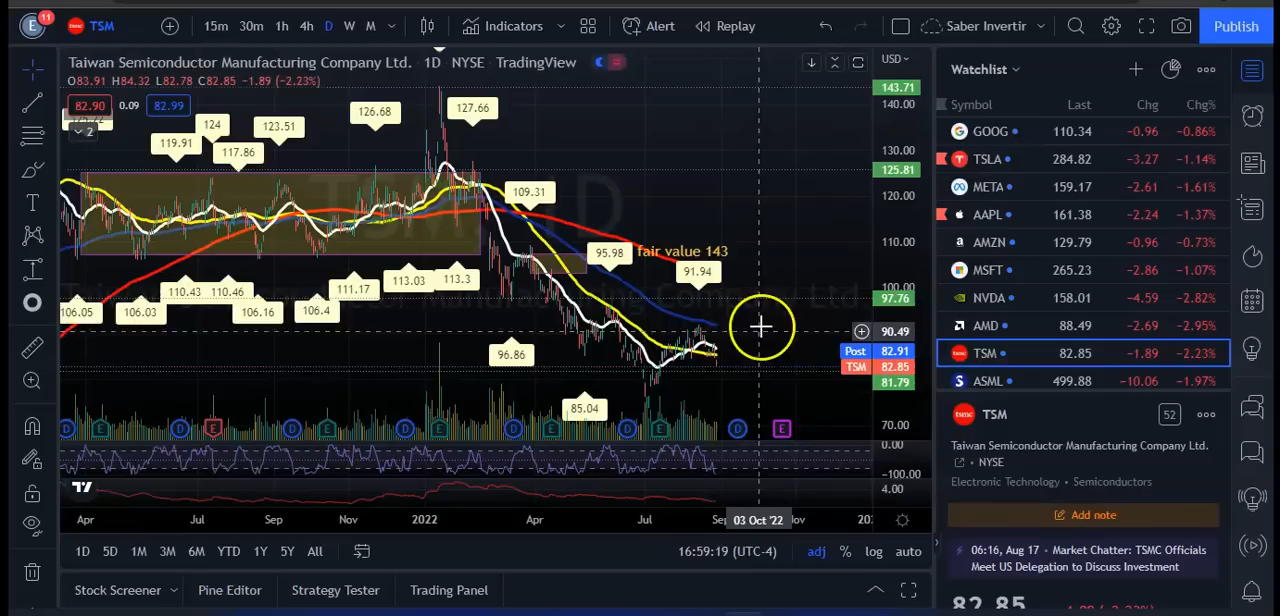 E 11 TSM 15m 30m 1h 4h D W M Indicators Alert Replay Saber Invertir Publish
Taiwan Semiconductor Manufacturing Company Ltd. · 1D · NYSE · TradingView
O83.91 H84.32 L82.78 C82.85 -1.89 (-2.23%)
82.90 0.09 82.99
2
USD
143.71
140.00
130.00
125.81
120.00
110.00
100.00
97.76
90.49
Post 82.91
TSM 82.85
81.79
70.00
0.00
-100.00
4.00
119.91
124
117.86
123.51
126.68
127.66
109.31
95.98
fair value 143
91.94
106.05
106.03
110.43
110.46
106.16
106.4
111.17
113.03
113.3
96.86
85.04
D E D E D E D E D E D E D E
Apr Jul Sep Nov 2022 Apr Jul 03 Oct '22
1D 5D 1M 3M 6M YTD 1Y 5Y All 16:59:19 (UTC-4) adj % log auto
Stock Screener Pine Editor Strategy Tester Trading Panel
Watchlist
Symbol Last Chg Chg%
GOOG 110.34 -0.96 -0.86%
TSLA 284.82 -3.27 -1.14%
META 159.17 -2.61 -1.61%
AAPL 161.38 -2.24 -1.37%
AMZN 129.79 -0.96 -0.73%
MSFT 265.23 -2.86 -1.07%
NVDA 158.01 -4.59 -2.82%
AMD 88.49 -2.69 -2.95%
TSM 82.85 -1.89 -2.23%
ASML 499.88 -10.06 -1.97%
TSM 52
Taiwan Semiconductor Manufacturing Company Ltd.
• NYSE
Electronic Technology • Semiconductors
Add note
06:16, Aug 17 • Market Chatter: TSMC Officials
Meet US Delegation to Discuss Investment
82.85